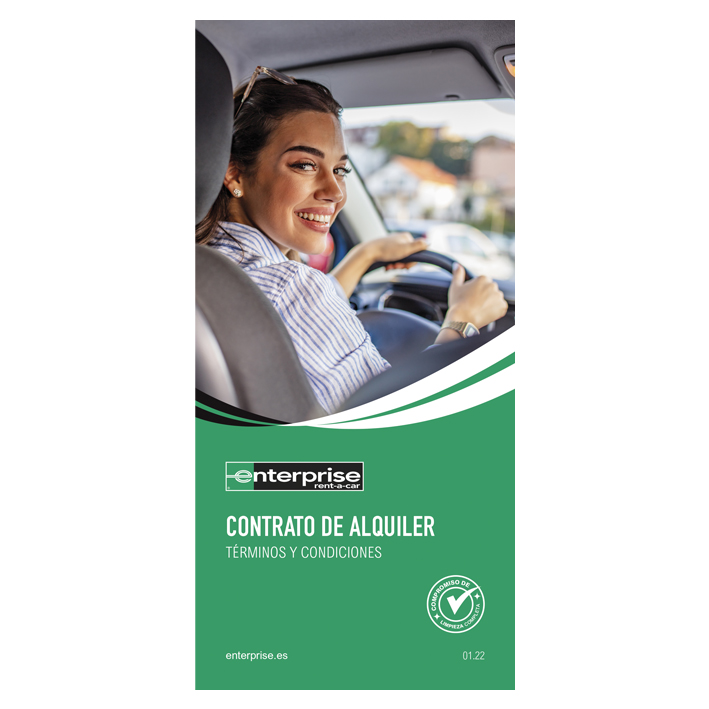 enterprise
rent-a-car
CONTRATO DE ALQUILER
TÉRMINOS Y CONDICIONES
COMPROMISO DE
LIMPIEZA COMPLETA
enterprise.es
01.22